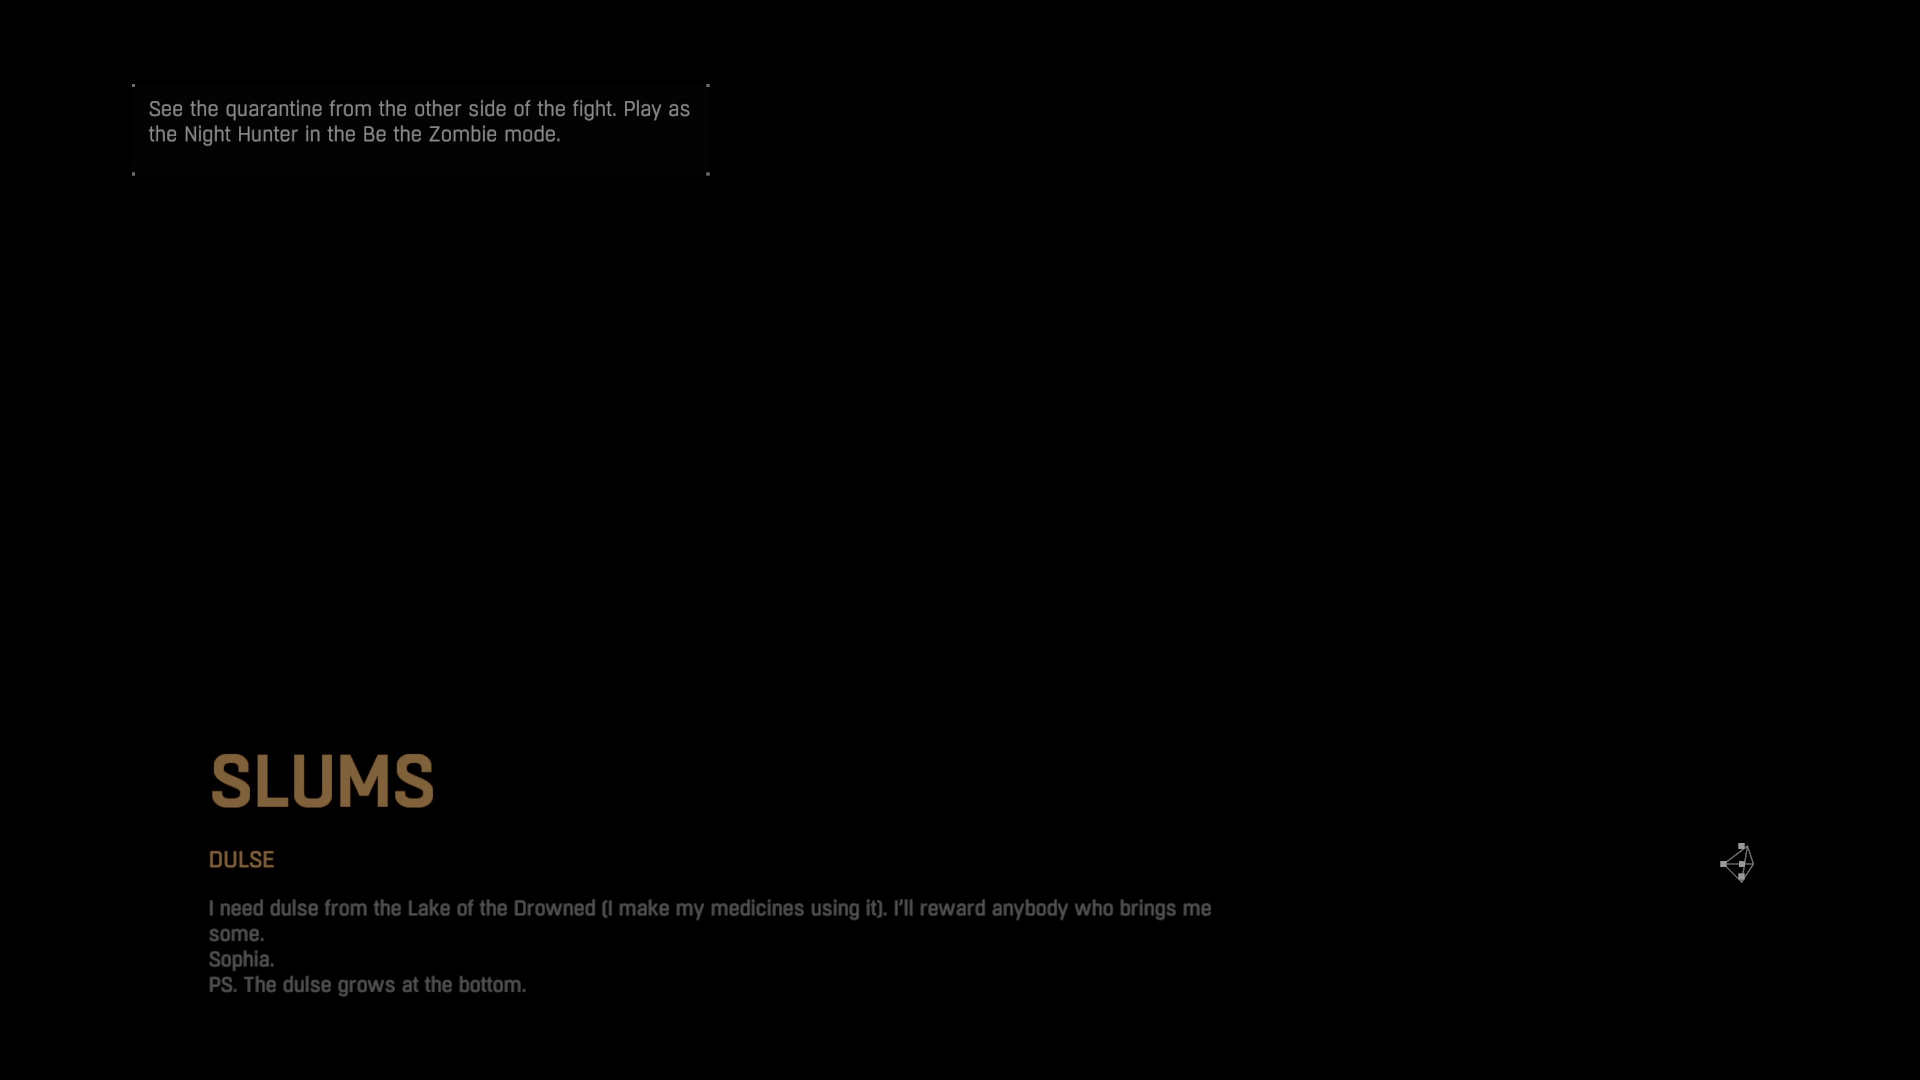 See the quarantine from the other side of the fight. Play as
the Night Hunter in the Be the Zombie mode.
SLUMS
DULSE
I need dulse from the Lake of the Drowned (I make my medicines using it). I'll reward anybody who brings me
some.
Sophia.
PS. The dulse grows at the bottom.